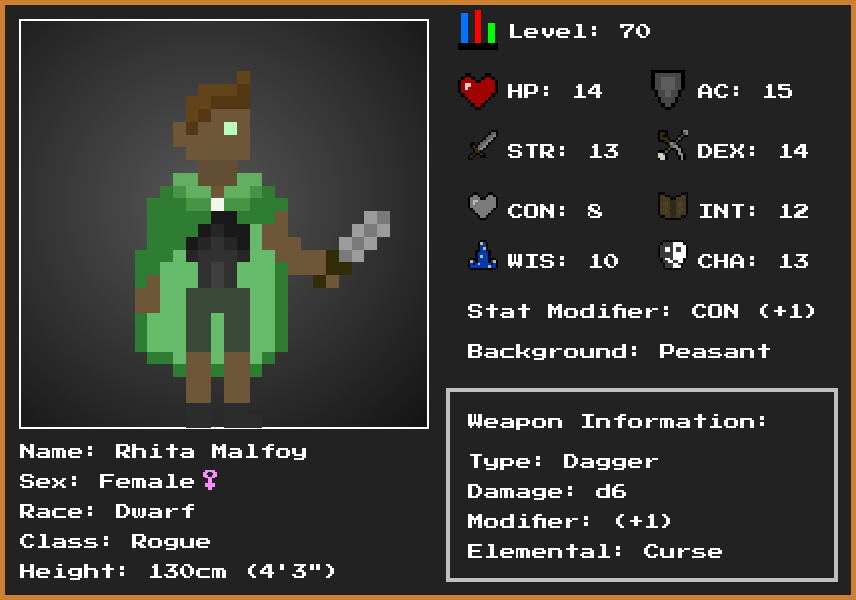 Level: 70
HP: 14
AC: 15
STR: 13
DEX: 14
CON: 8
INT: 12
WIS: 10
CHA: 13
Stat Modifier: CON (+1)
Background: Peasant
Weapon Information:
Type: Dagger
Damage: d6
Modifier: (+1)
Elemental: Curse
Name: Rhita Malfoy
Sex: Female♀
Race: Dwarf
Class: Rogue
Height: 130cm (4'3")